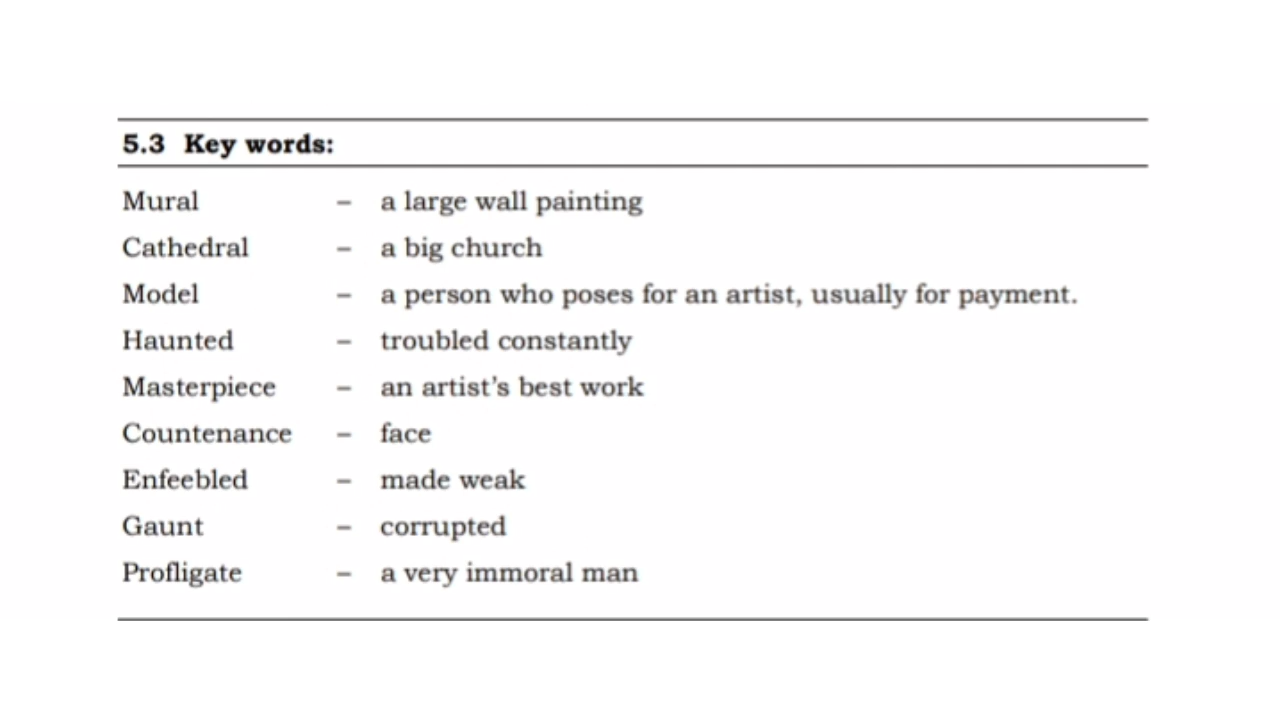 5.3 Key words:
Mural – a large wall painting
Cathedral – a big church
Model – a person who poses for an artist, usually for payment.
Haunted – troubled constantly
Masterpiece – an artist’s best work
Countenance – face
Enfeebled – made weak
Gaunt – corrupted
Profligate – a very immoral man